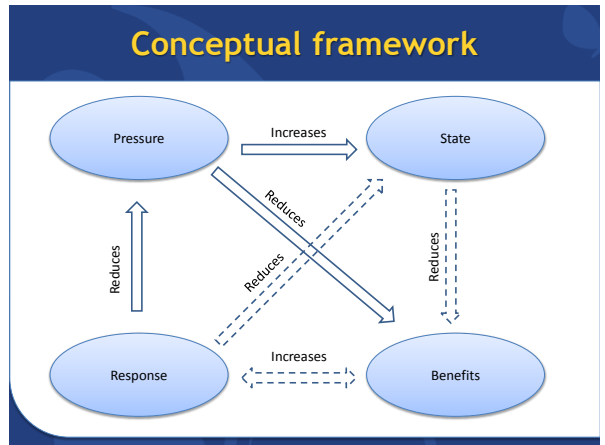 Conceptual framework
Pressure
Increases
State
Reduces
Reduces
Reduces
Reduces
Response
Increases
Benefits